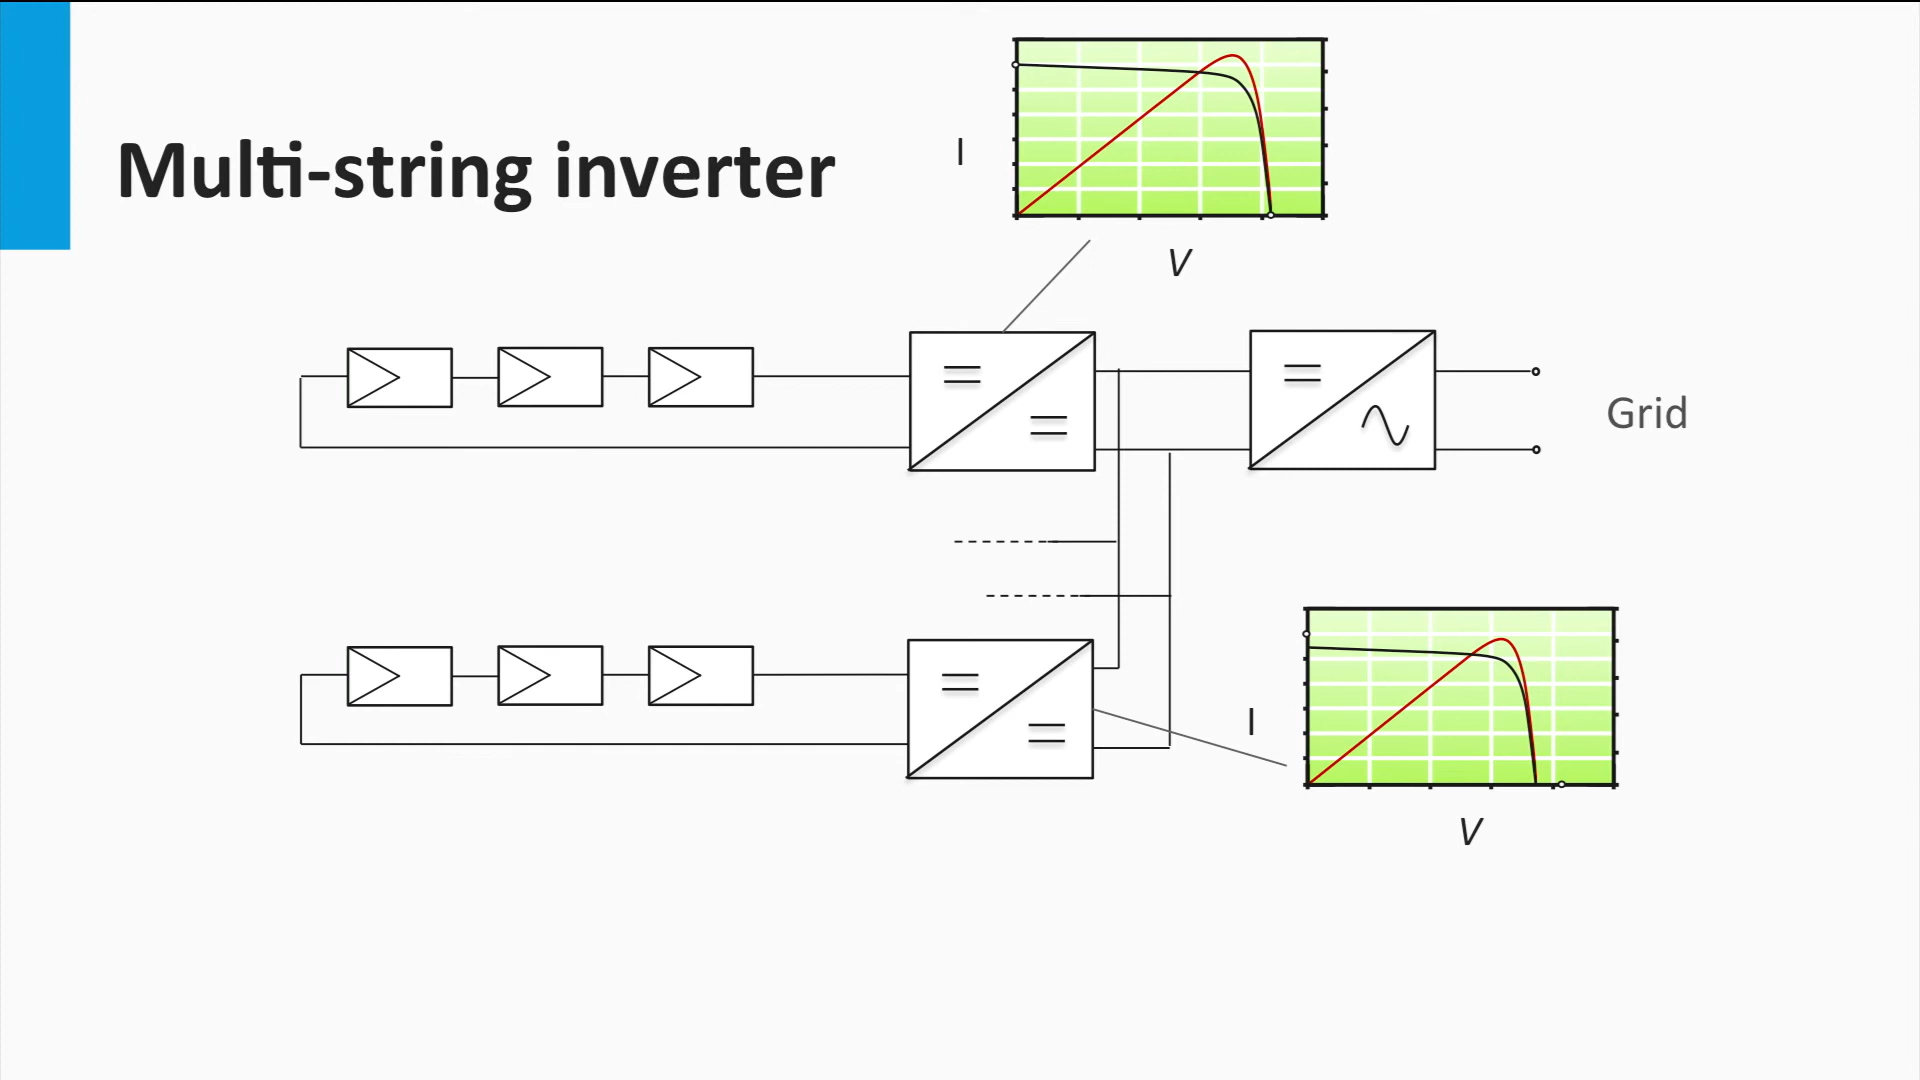 Multi-string inverter
I
V
Grid
I
V